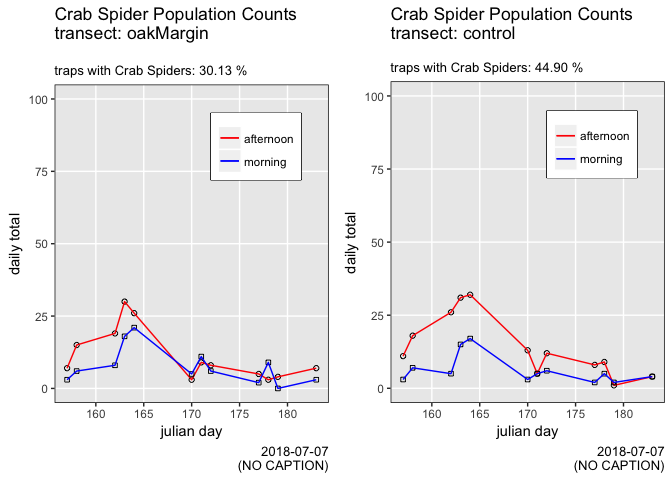 Crab Spider Population Counts
transect: oakMargin
traps with Crab Spiders: 30.13 %
100
75
50
25
0
daily total
afternoon
morning
160
165
170
175
180
julian day
2018-07-07
(NO CAPTION)
Crab Spider Population Counts
transect: control
traps with Crab Spiders: 44.90 %
100
75
50
25
0
daily total
afternoon
morning
160
165
170
175
180
julian day
2018-07-07
(NO CAPTION)